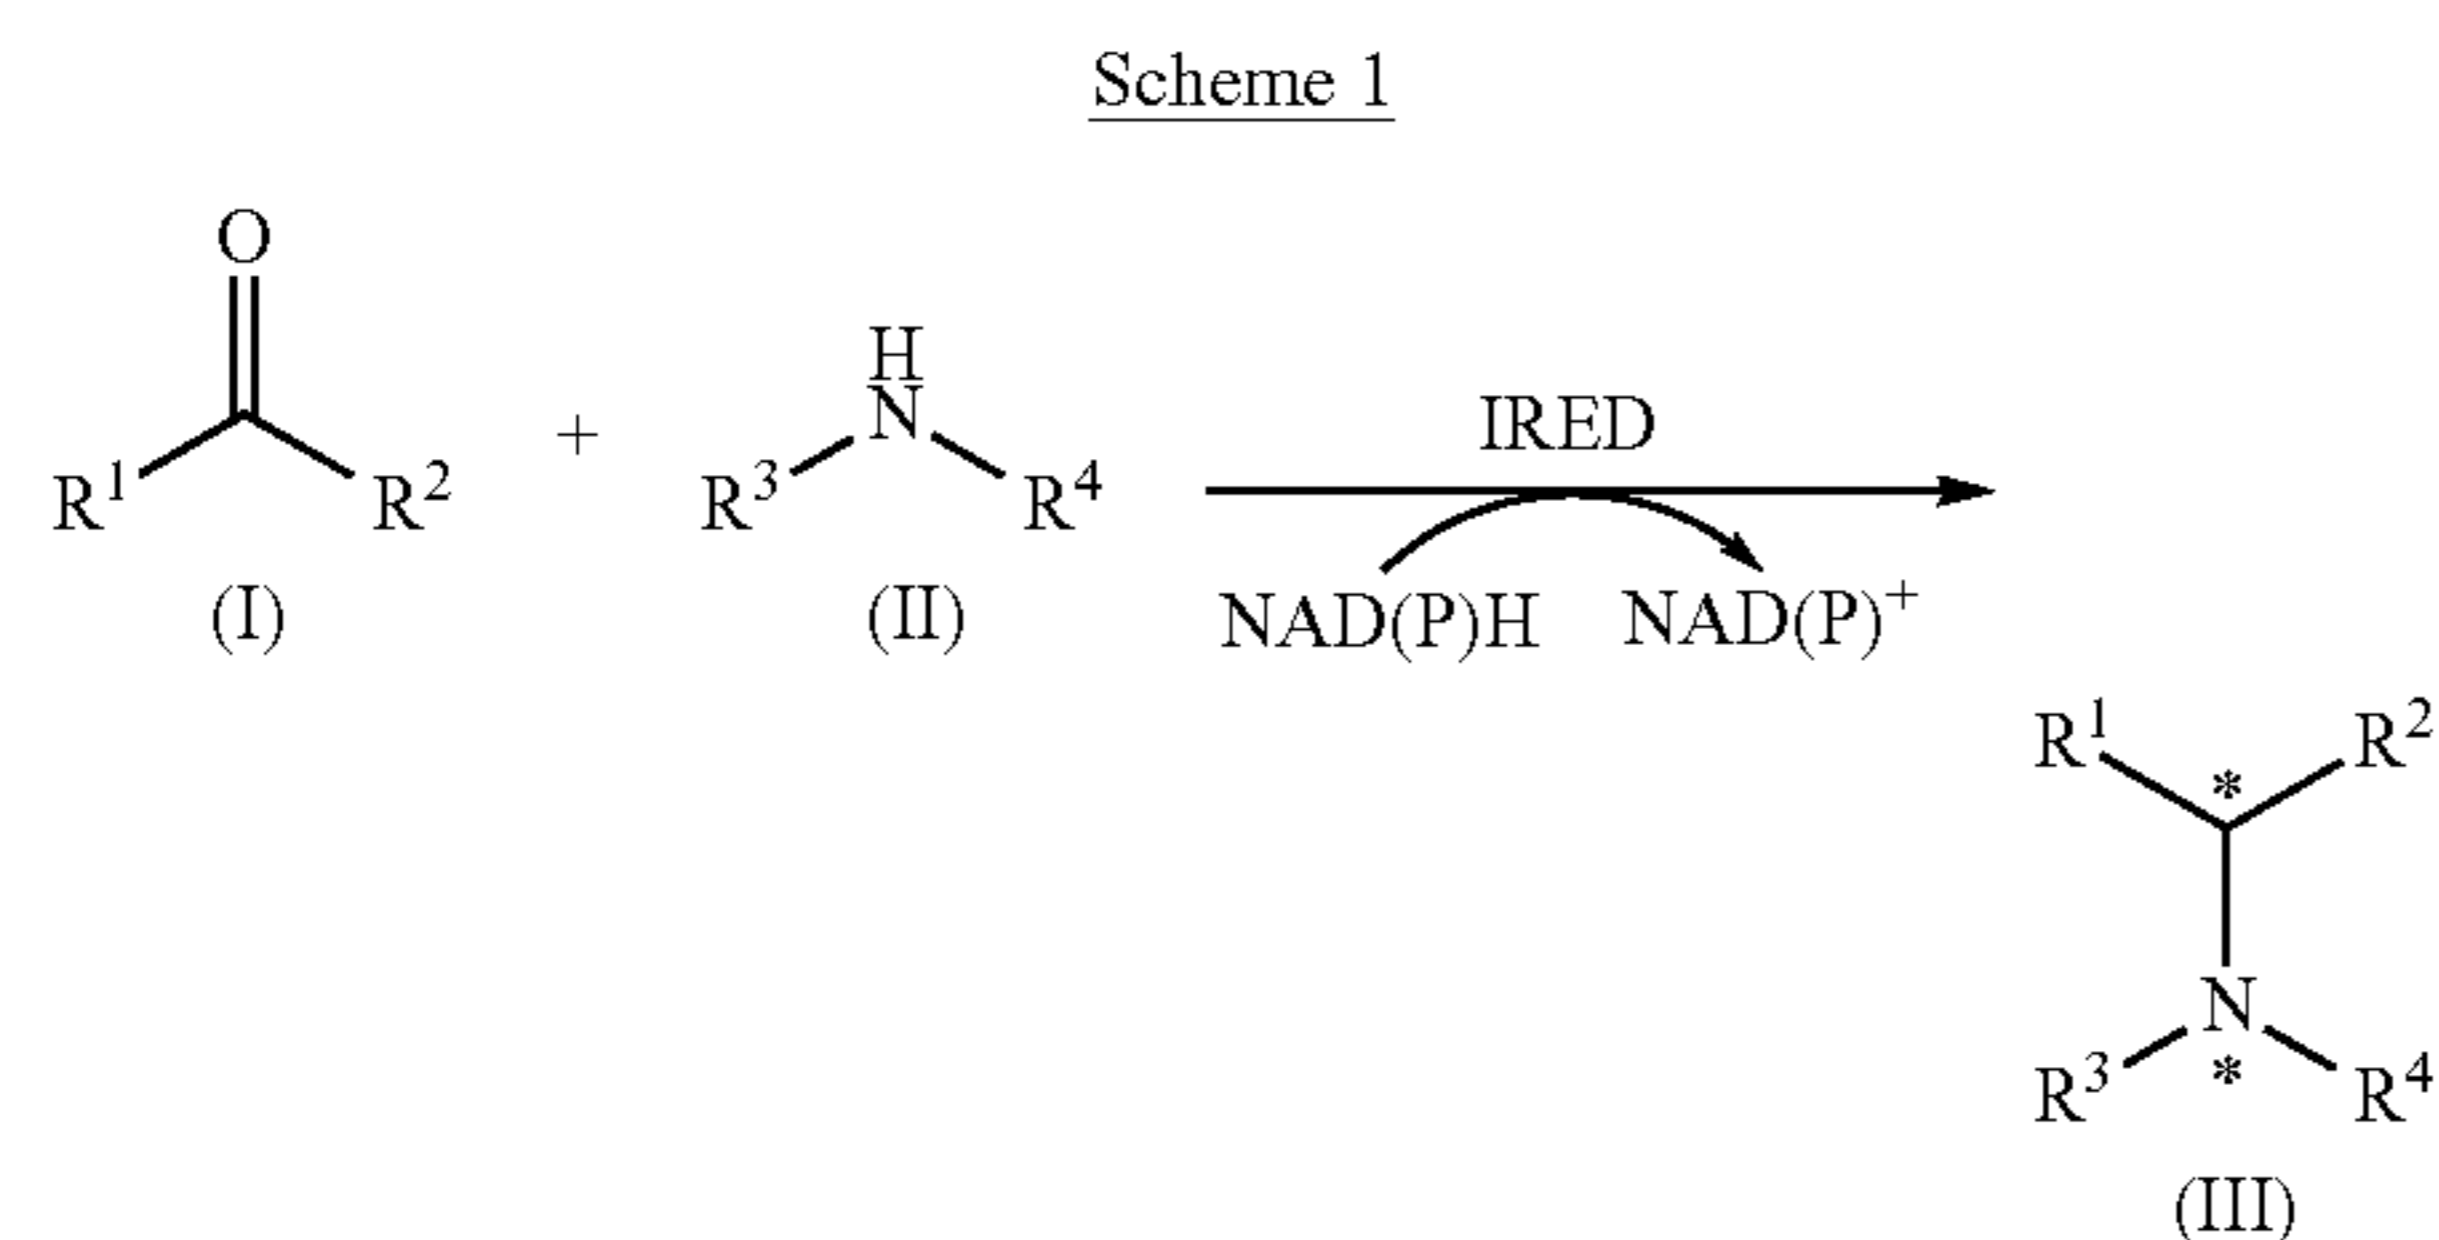 Scheme 1
O
R¹ R²
(I)
+
H
N
R³ R⁴
(II)
IRED
NAD(P)H NAD(P)⁺
R¹ * R²
N
R³ * R⁴
(III)